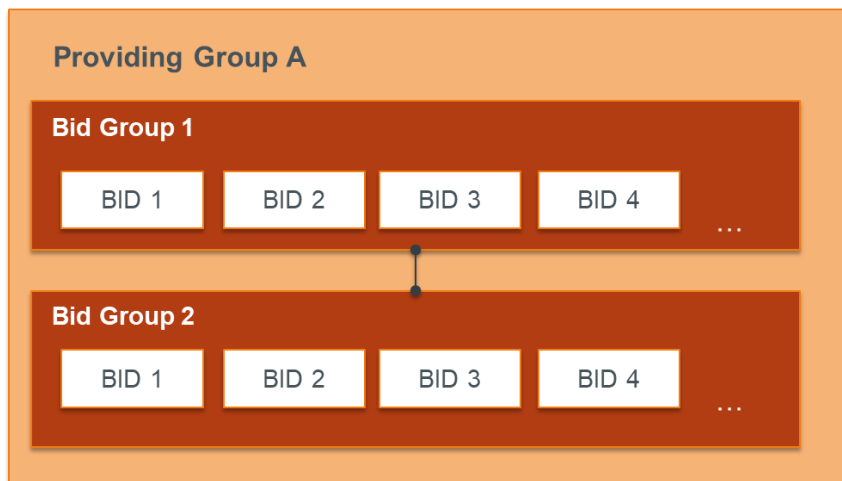 Providing Group A
Bid Group 1
BID 1 BID 2 BID 3 BID 4 ...
Bid Group 2
BID 1 BID 2 BID 3 BID 4 ...